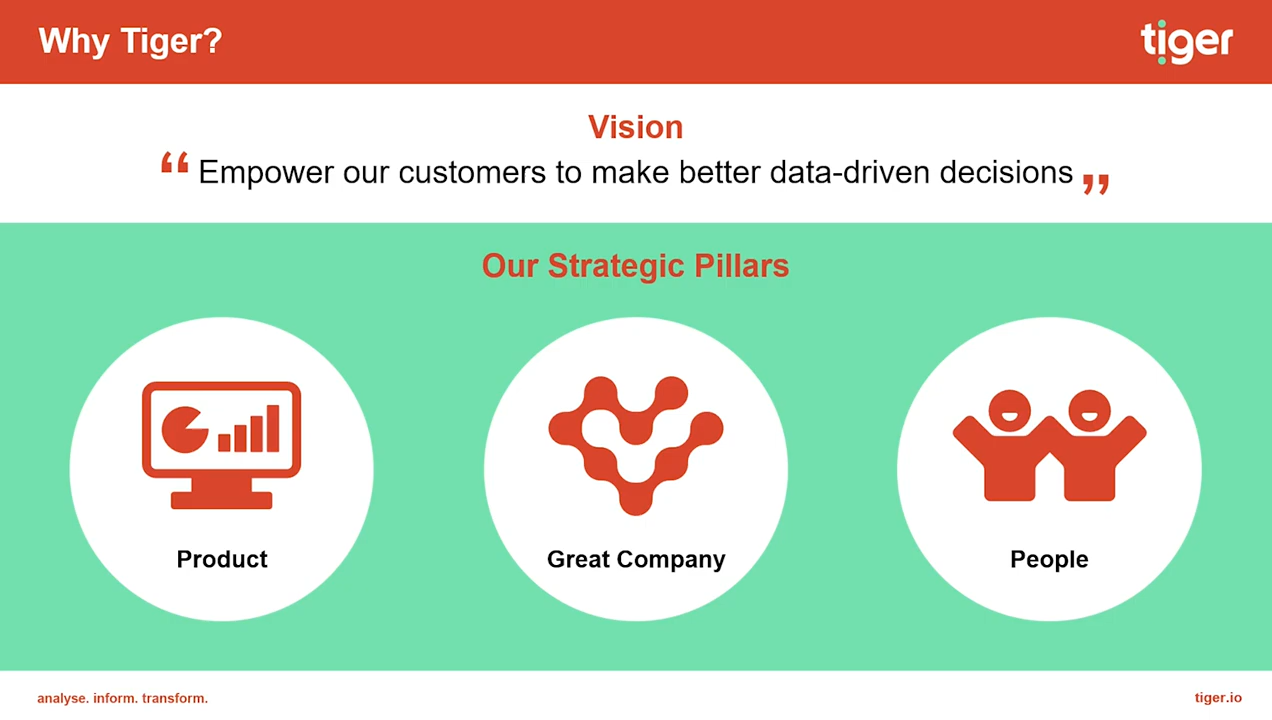 Why Tiger?
tiger
Vision
“ Empower our customers to make better data-driven decisions ”
Our Strategic Pillars
Product
Great Company
People
analyse. inform. transform.
tiger.io